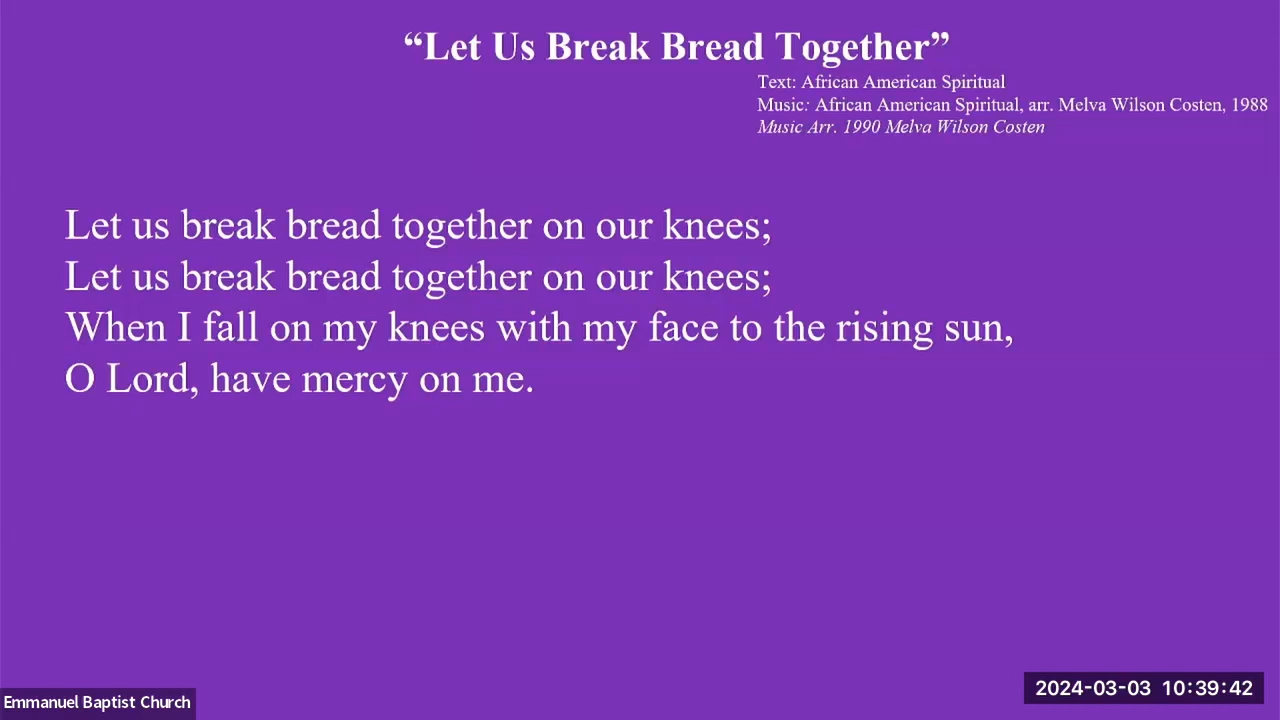 “Let Us Break Bread Together”
Text: African American Spiritual
Music: African American Spiritual, arr. Melva Wilson Costen, 1988
Music Arr. 1990 Melva Wilson Costen
Let us break bread together on our knees;
Let us break bread together on our knees;
When I fall on my knees with my face to the rising sun,
O Lord, have mercy on me.
Emmanuel Baptist Church
2024-03-03 10:39:42